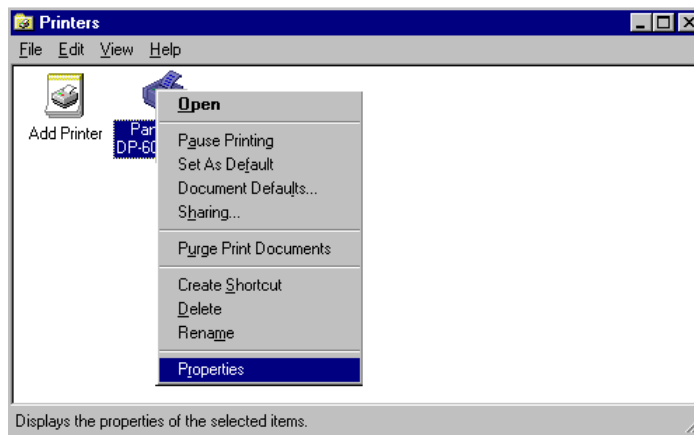 Printers
File Edit View Help
Add Printer
Open
Pause Printing
Set As Default
Document Defaults...
Sharing...
Purge Print Documents
Create Shortcut
Delete
Rename
Properties
Displays the properties of the selected items.